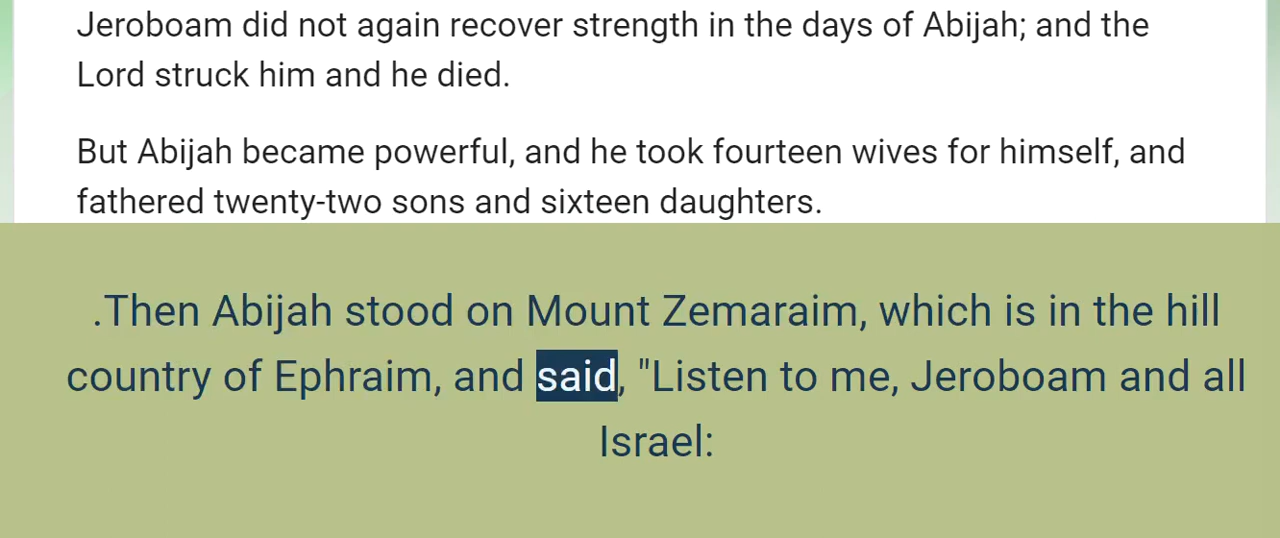 Jeroboam did not again recover strength in the days of Abijah; and the
Lord struck him and he died.
But Abijah became powerful, and he took fourteen wives for himself, and
fathered twenty-two sons and sixteen daughters.
.Then Abijah stood on Mount Zemaraim, which is in the hill
country of Ephraim, and said, "Listen to me, Jeroboam and all
Israel: